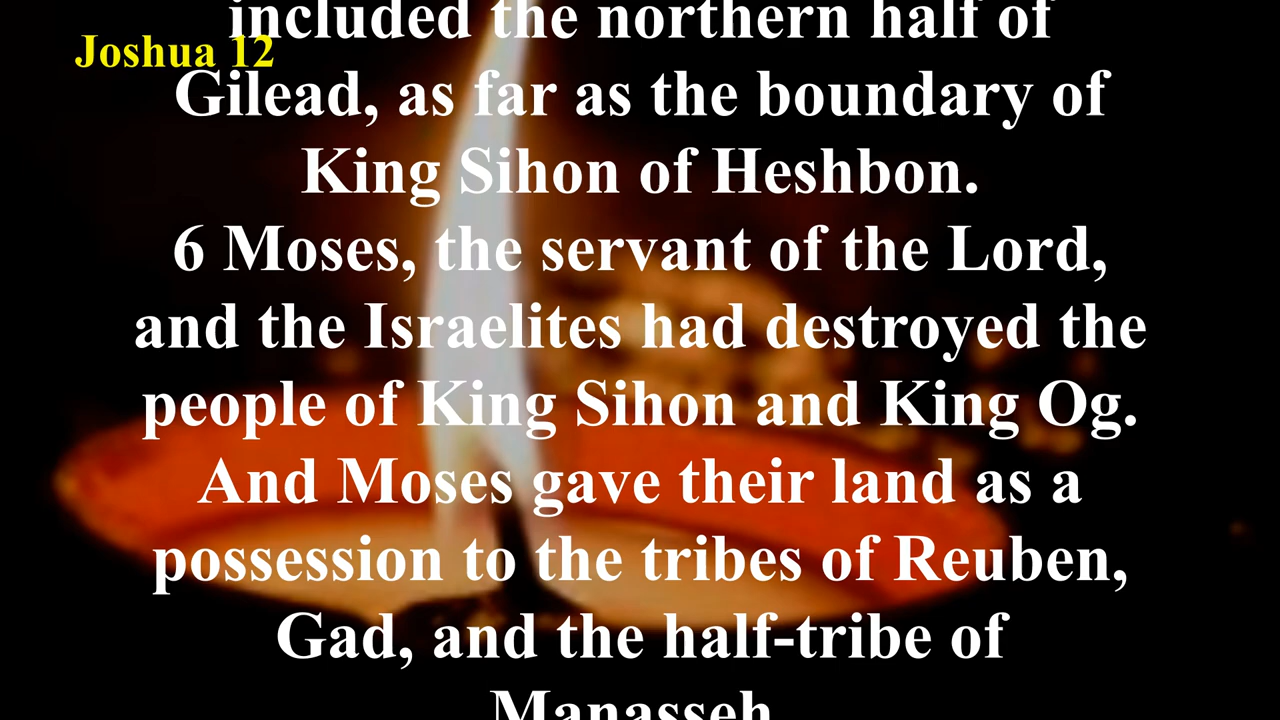 included the northern half of
Joshua 12
Gilead, as far as the boundary of
King Sihon of Heshbon.
6 Moses, the servant of the Lord,
and the Israelites had destroyed the
people of King Sihon and King Og.
And Moses gave their land as a
possession to the tribes of Reuben,
Gad, and the half-tribe of
Manasseh